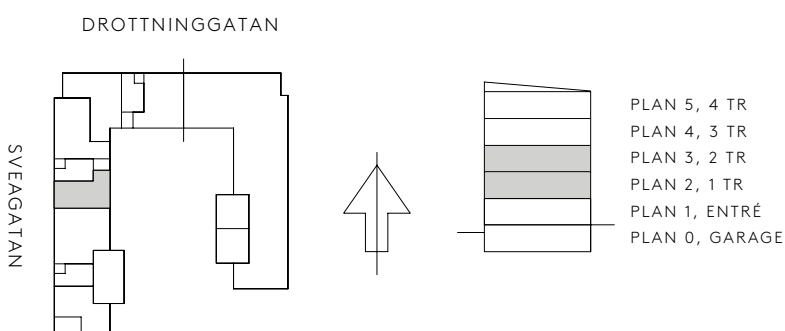 DROTTNINGGATAN
SVEAGATAN
PLAN 5, 4 TR
PLAN 4, 3 TR
PLAN 3, 2 TR
PLAN 2, 1 TR
PLAN 1, ENTRÉ
PLAN 0, GARAGE